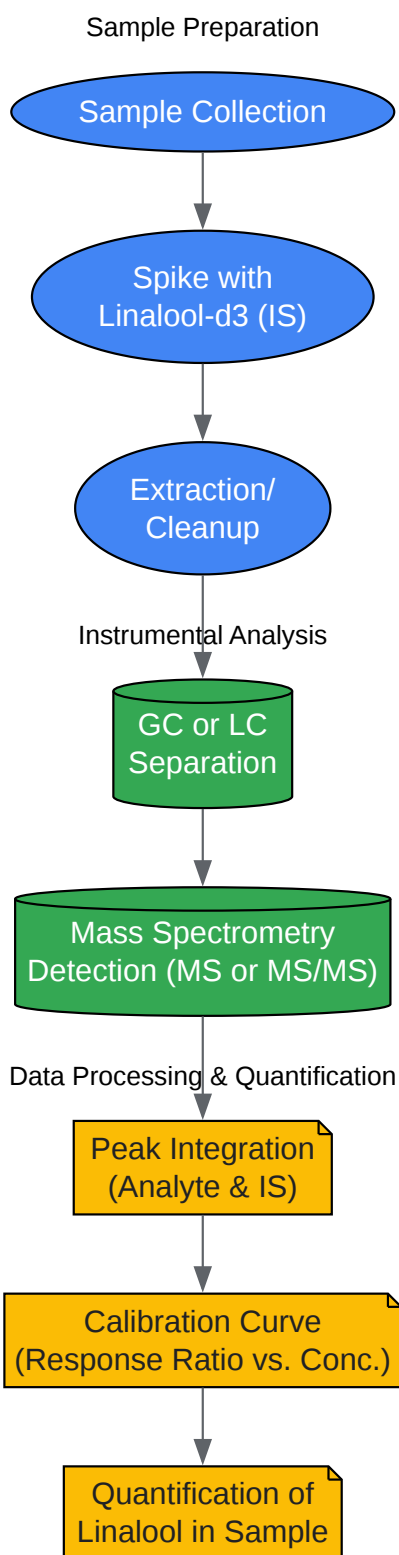 Sample Preparation
Sample Collection
Spike with
Linalool-d3 (IS)
Extraction/
Cleanup
Instrumental Analysis
GC or LC
Separation
Mass Spectrometry
Detection (MS or MS/MS)
Data Processing & Quantification
Peak Integration
(Analyte & IS)
Calibration Curve
(Response Ratio vs. Conc.)
Quantification of
Linalool in Sample